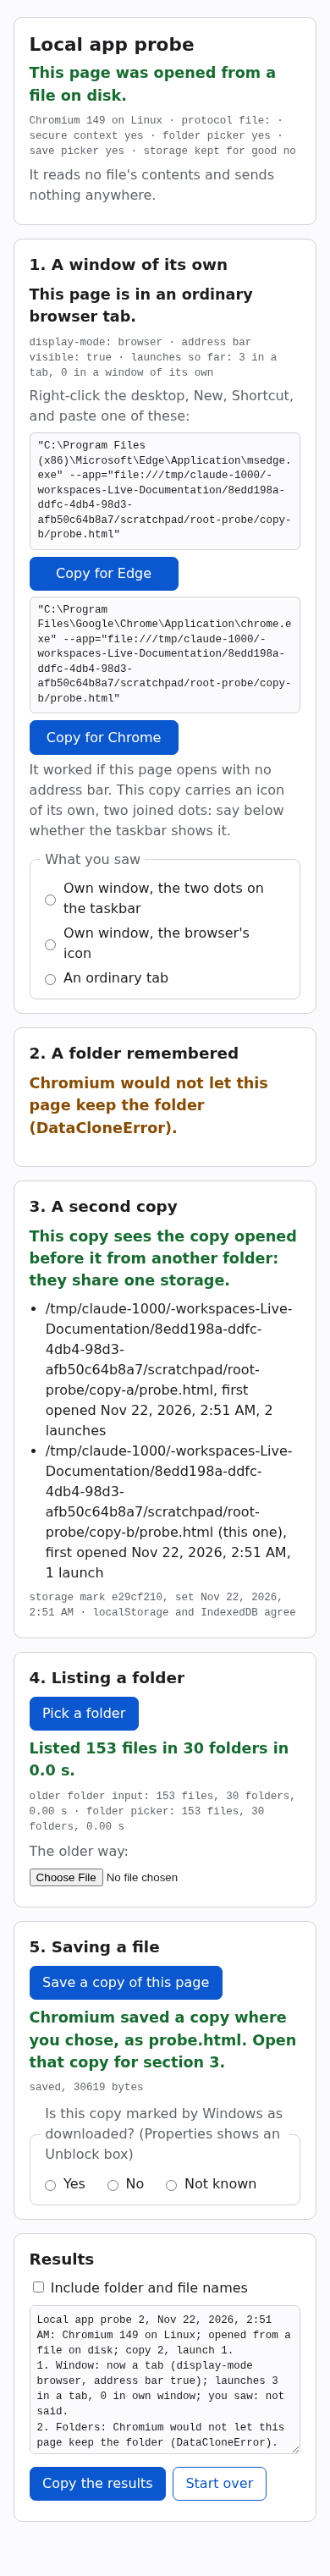 Local app probe
This page was opened from a
file on disk.
Chromium 149 on Linux · protocol file: ·
secure context yes · folder picker yes ·
save picker yes · storage kept for good no
It reads no file's contents and sends
nothing anywhere.
1. A window of its own
This page is in an ordinary
browser tab.
display-mode: browser · address bar
visible: true · launches so far: 3 in a
tab, 0 in a window of its own
Right-click the desktop, New, Shortcut,
and paste one of these:
"C:\Program Files
(x86)\Microsoft\Edge\Application\msedge.
exe" --app="file:///tmp/claude-1000/-
workspaces-Live-Documentation/8edd198a-
ddfc-4db4-98d3-
afb50c64b8a7/scratchpad/root-probe/copy-
b/probe.html"
Copy for Edge
"C:\Program
Files\Google\Chrome\Application\chrome.e
xe" --app="file:///tmp/claude-1000/-
workspaces-Live-Documentation/8edd198a-
ddfc-4db4-98d3-
afb50c64b8a7/scratchpad/root-probe/copy-
b/probe.html"
Copy for Chrome
It worked if this page opens with no
address bar. This copy carries an icon
of its own, two joined dots: say below
whether the taskbar shows it.
What you saw
Own window, the two dots on
the taskbar
Own window, the browser's
icon
An ordinary tab
2. A folder remembered
Chromium would not let this
page keep the folder
(DataCloneError).
3. A second copy
This copy sees the copy opened
before it from another folder:
they share one storage.
• /tmp/claude-1000/-workspaces-Live-
Documentation/8edd198a-ddfc-
4db4-98d3-
afb50c64b8a7/scratchpad/root-
probe/copy-a/probe.html, first
opened Nov 22, 2026, 2:51 AM, 2
launches
• /tmp/claude-1000/-workspaces-Live-
Documentation/8edd198a-ddfc-
4db4-98d3-
afb50c64b8a7/scratchpad/root-
probe/copy-b/probe.html (this one),
first opened Nov 22, 2026, 2:51 AM,
1 launch
storage mark e29cf210, set Nov 22, 2026,
2:51 AM · localStorage and IndexedDB agree
4. Listing a folder
Pick a folder
Listed 153 files in 30 folders in
0.0 s.
older folder input: 153 files, 30 folders,
0.00 s · folder picker: 153 files, 30
folders, 0.00 s
The older way:
Choose File No file chosen
5. Saving a file
Save a copy of this page
Chromium saved a copy where
you chose, as probe.html. Open
that copy for section 3.
saved, 30619 bytes
Is this copy marked by Windows as
downloaded? (Properties shows an
Unblock box)
Yes No Not known
Results
Include folder and file names
Local app probe 2, Nov 22, 2026, 2:51
AM: Chromium 149 on Linux; opened from a
file on disk; copy 2, launch 1.
1. Window: now a tab (display-mode
browser, address bar true); launches 3
in a tab, 0 in own window; you saw: not
said.
2. Folders: Chromium would not let this
page keep the folder (DataCloneError).
Copy the results Start over